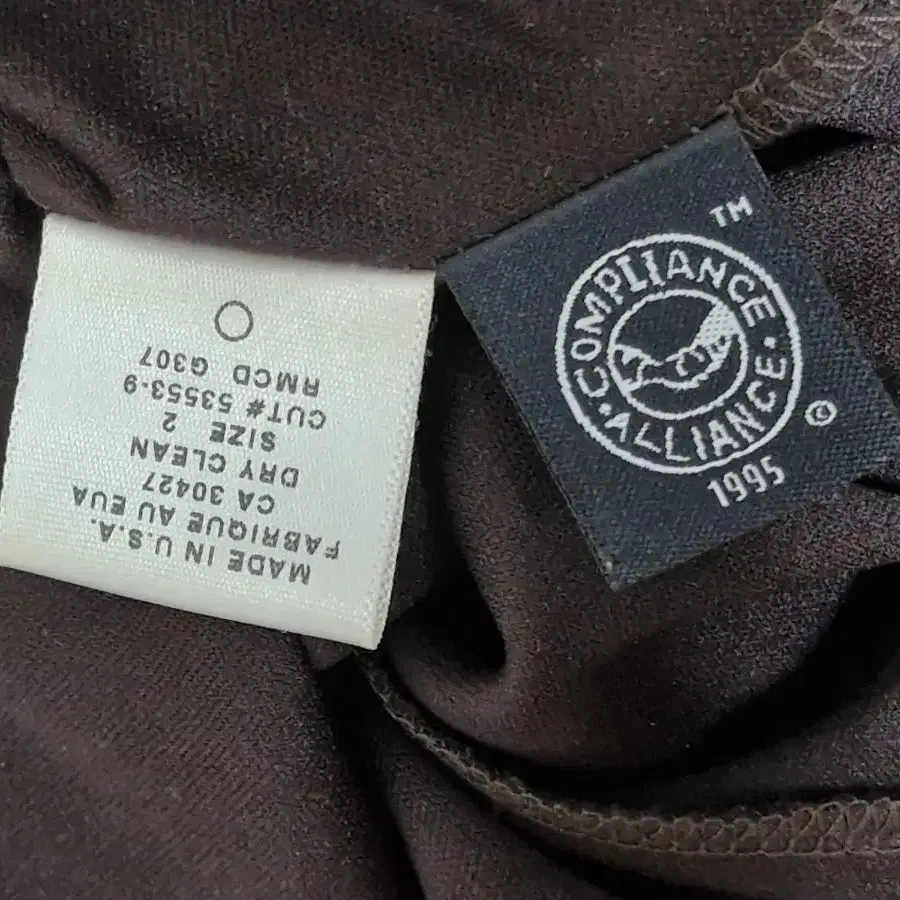 MADE IN U.S.A.
FABRIQUE AU EUA
CA 30427
DRY CLEAN
SIZE 2
CUT# 53553-9
RMCD G307
TM
COMPLIANCE
•ALLIANCE•
©
1995